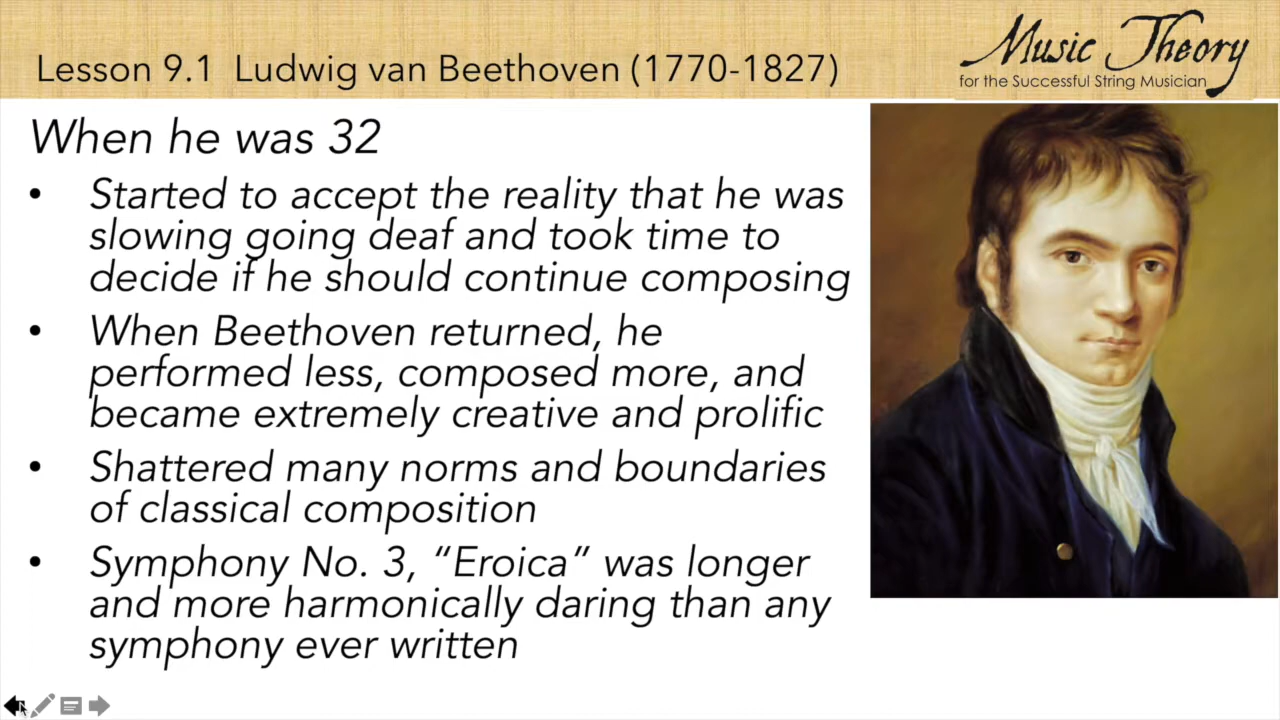 Lesson 9.1 Ludwig van Beethoven (1770-1827)
Music Theory
for the Successful String Musician
When he was 32
• Started to accept the reality that he was
slowing going deaf and took time to
decide if he should continue composing
• When Beethoven returned, he
performed less, composed more, and
became extremely creative and prolific
• Shattered many norms and boundaries
of classical composition
• Symphony No. 3, “Eroica” was longer
and more harmonically daring than any
symphony ever written